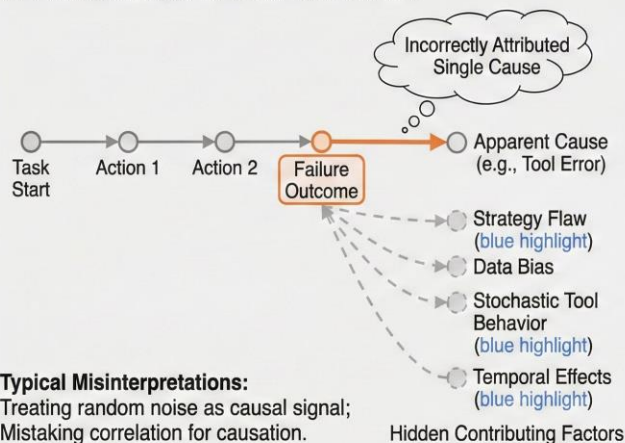 Incorrectly Attributed
Single Cause
Task
Start
Action 1
Action 2
Failure
Outcome
Apparent Cause
(e.g., Tool Error)
Strategy Flaw
(blue highlight)
Data Bias
Stochastic Tool
Behavior
(blue highlight)
Temporal Effects
(blue highlight)
Hidden Contributing Factors
Typical Misinterpretations:
Treating random noise as causal signal;
Mistaking correlation for causation.